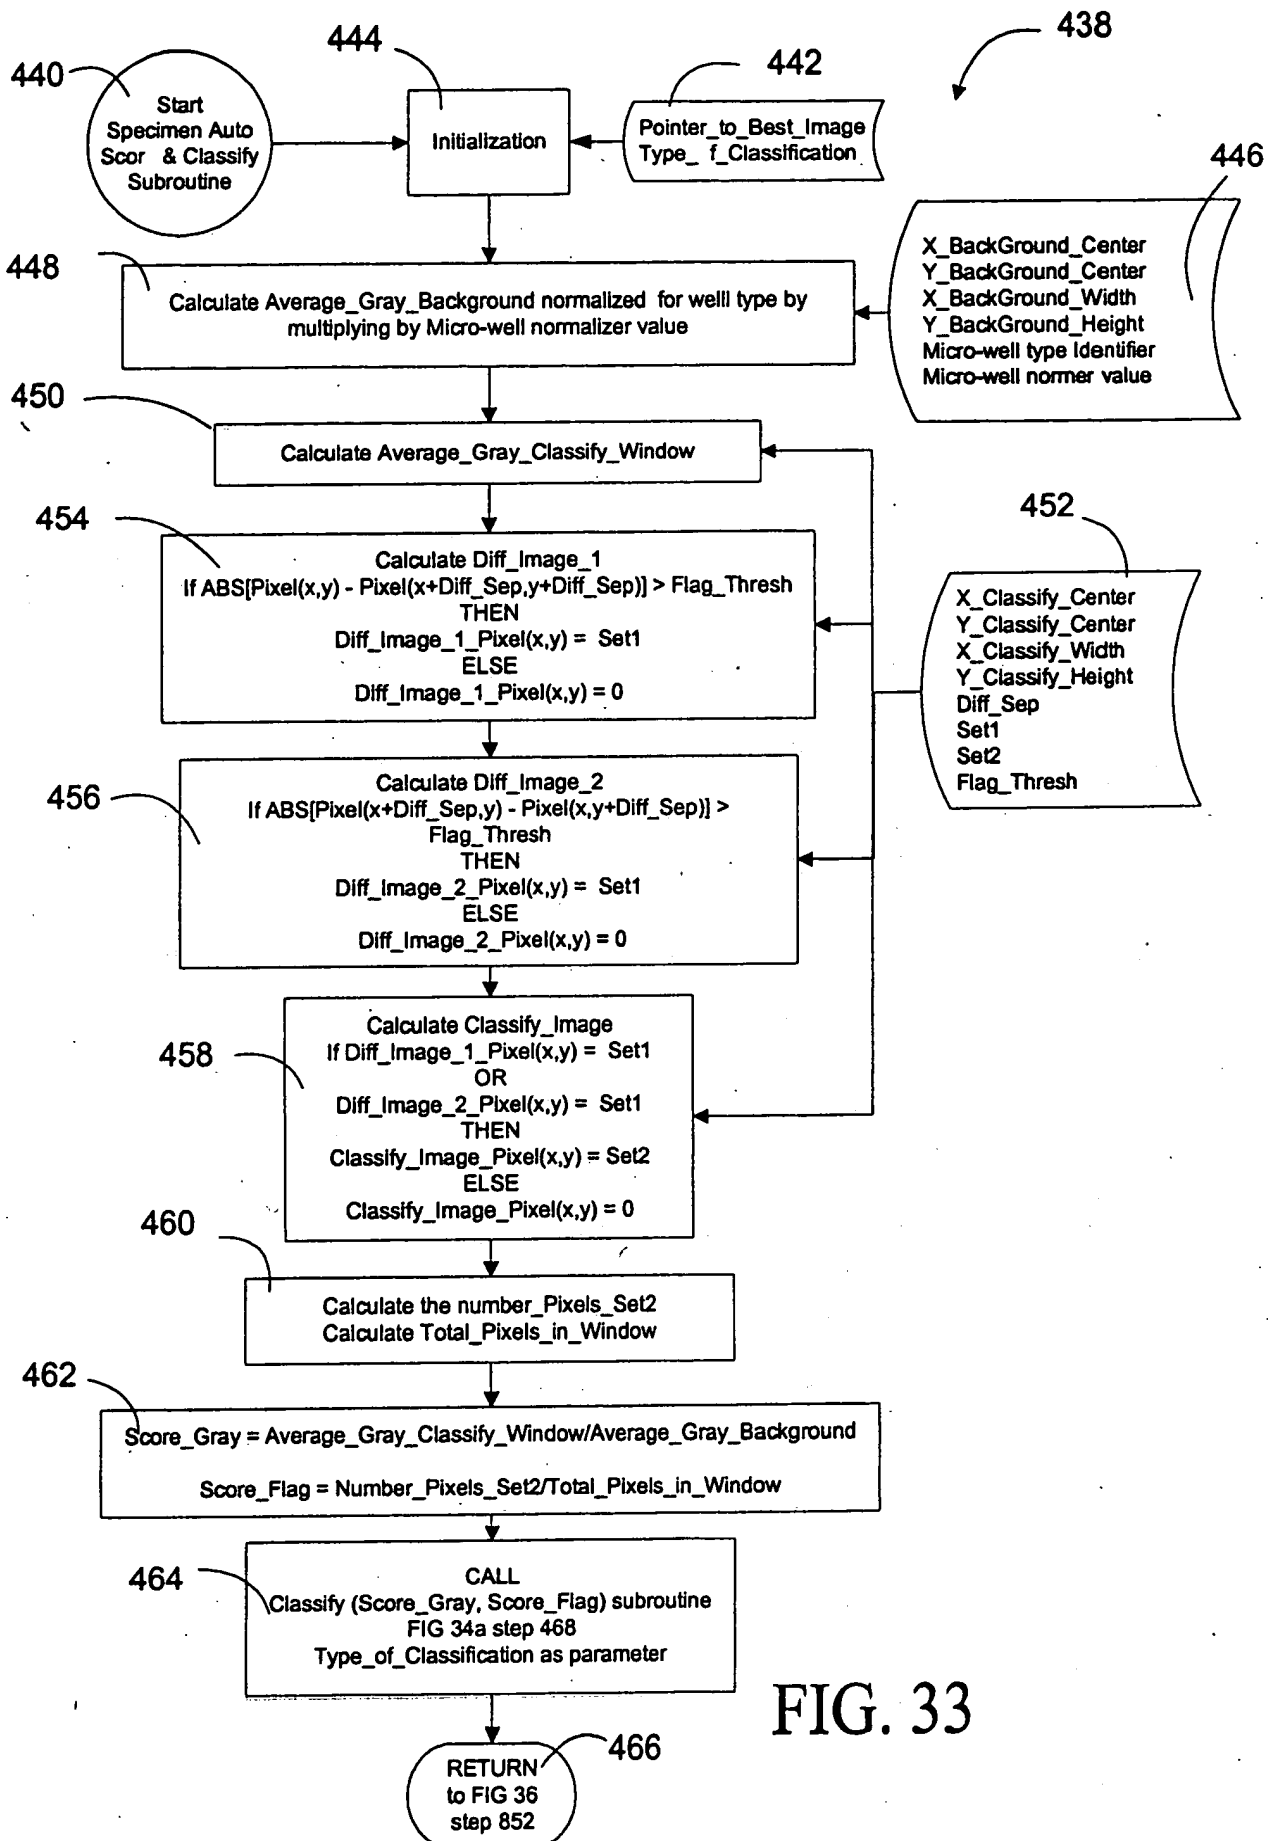 438
440
444
442
Start
Specimen Auto
Scor & Classify
Subroutine
Initialization
Pointer_to_Best_Image
Type_ f_Classification
446
X_BackGround_Center
Y_BackGround_Center
X_BackGround_Width
Y_BackGround_Height
Micro-well type Identifier
Micro-well normer value
448
Calculate Average_Gray_Background normalized for welll type by
multiplying by Micro-well normalizer value
450
Calculate Average_Gray_Classify_Window
452
X_Classify_Center
Y_Classify_Center
X_Classify_Width
Y_Classify_Height
Diff_Sep
Set1
Set2
Flag_Thresh
454
Calculate Diff_Image_1
If ABS[Pixel(x,y) - Pixel(x+Diff_Sep,y+Diff_Sep)] > Flag_Thresh
THEN
Diff_Image_1_Pixel(x,y) = Set1
ELSE
Diff_Image_1_Pixel(x,y) = 0
456
Calculate Diff_Image_2
If ABS[Pixel(x+Diff_Sep,y) - Pixel(x,y+Diff_Sep)] >
Flag_Thresh
THEN
Diff_Image_2_Pixel(x,y) = Set1
ELSE
Diff_Image_2_Pixel(x,y) = 0
458
Calculate Classify_Image
If Diff_Image_1_Pixel(x,y) = Set1
OR
Diff_Image_2_Pixel(x,y) = Set1
THEN
Classify_Image_Pixel(x,y) = Set2
ELSE
Classify_Image_Pixel(x,y) = 0
460
Calculate the number_Pixels_Set2
Calculate Total_Pixels_in_Window
462
Score_Gray = Average_Gray_Classify_Window/Average_Gray_Background
Score_Flag = Number_Pixels_Set2/Total_Pixels_in_Window
464
CALL
Classify (Score_Gray, Score_Flag) subroutine
FIG 34a step 468
Type_of_Classification as parameter
466
RETURN
to FIG 36
step 852
FIG. 33